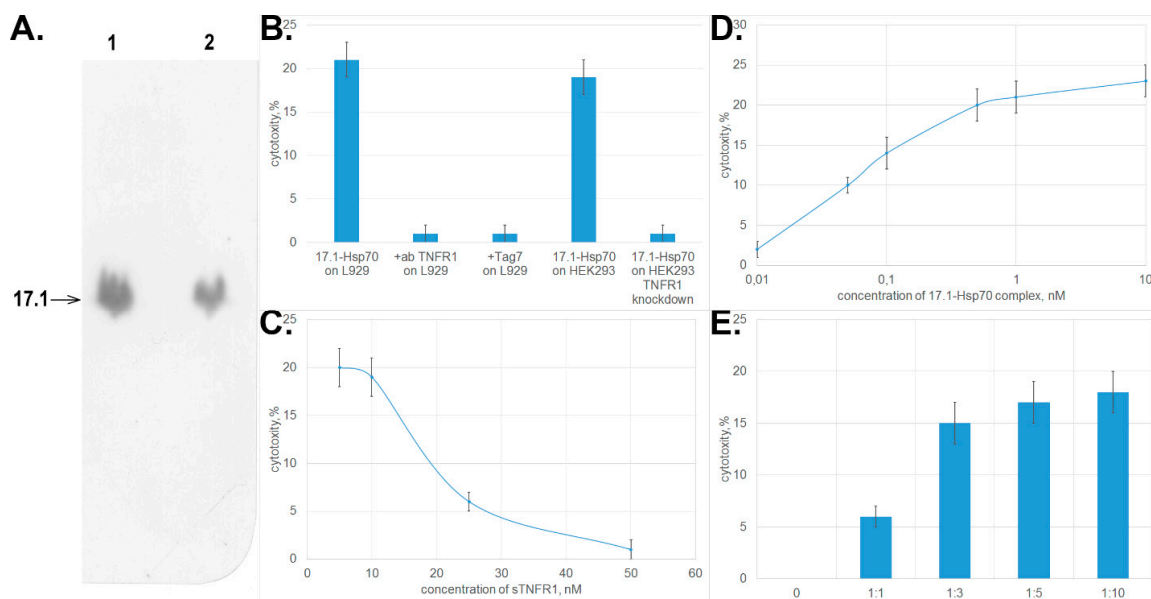 A.
1 2
17.1
B.
25
20
15
10
5
0
cytotoxity,%
17.1-Hsp70
on L929
+ab TNFR1
on L929
+Tag7
on L929
17.1-Hsp70
on HEK293
17.1-Hsp70
on HEK293
TNFR1
knockdown
C.
25
20
15
10
5
0
cytotoxity,%
0 10 20 30 40 50 60
concentration of sTNFR1, nM
D.
30
25
20
15
10
5
0
cytotoxity,%
0,01 0,1 1 10
concentration of 17.1-Hsp70 complex, nM
E.
25
20
15
10
5
0
cytotoxity,%
0 1:1 1:3 1:5 1:10